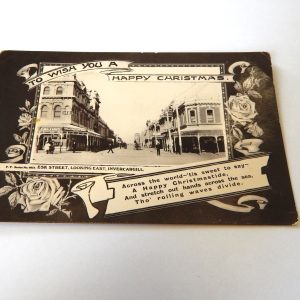 TO WISH YOU A
HAPPY CHRISTMAS.
ESK STREET, LOOKING EAST, INVERCARGILL.
Across the world—'tis sweet to say—
A Happy Christmastide,
And stretch out hands across the sea,
Tho' rolling waves divide.